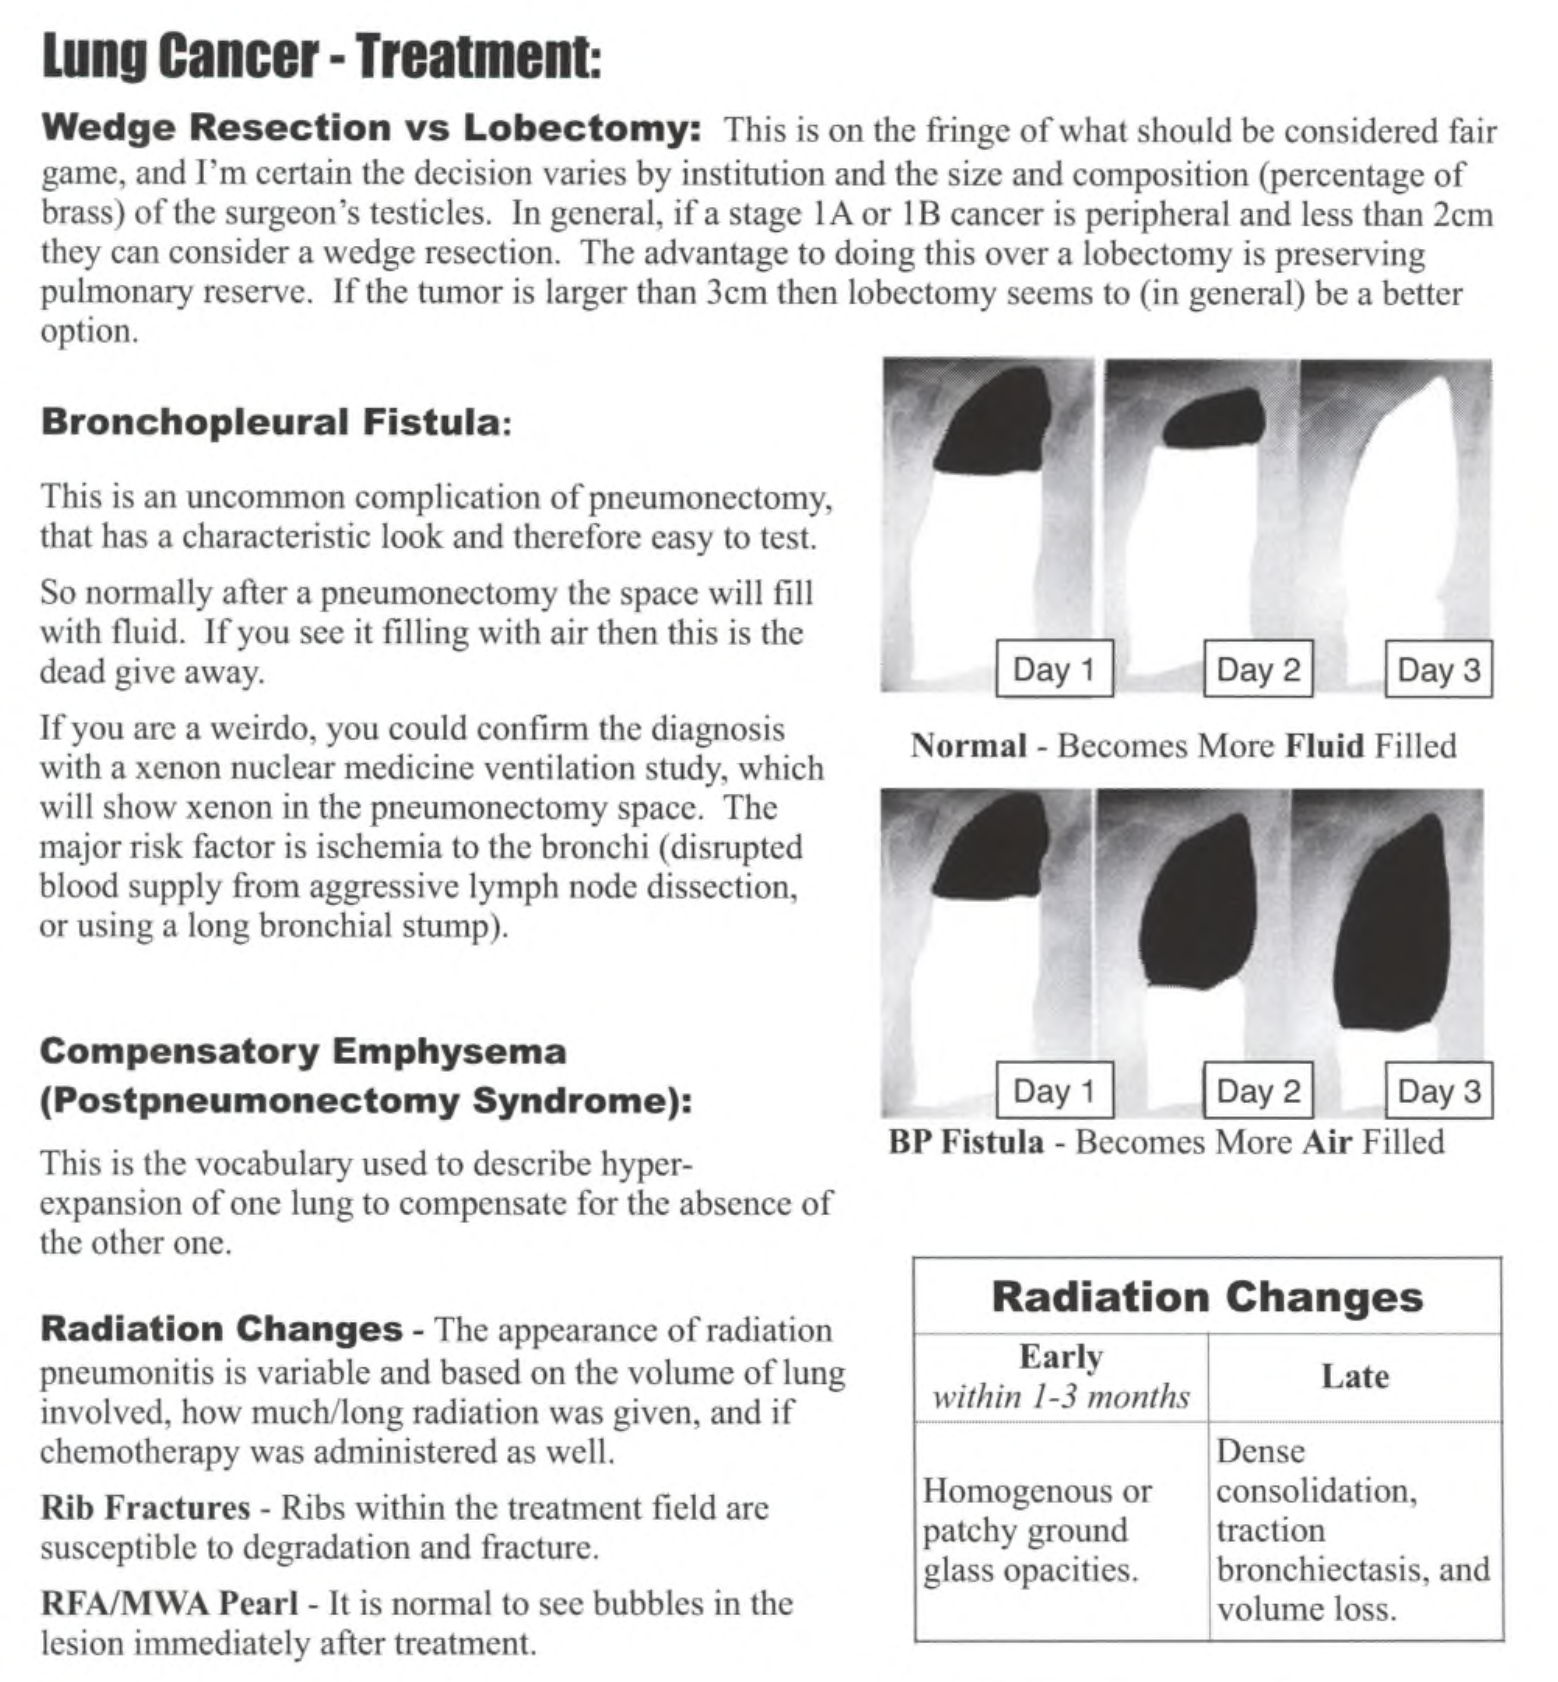 Lung Cancer - Treatment:
Wedge Resection vs Lobectomy: This is on the fringe of what should be considered fair
game, and I'm certain the decision varies by institution and the size and composition (percentage of
brass) of the surgeon's testicles. In general, if a stage 1A or 1B cancer is peripheral and less than 2cm
they can consider a wedge resection. The advantage to doing this over a lobectomy is preserving
pulmonary reserve. If the tumor is larger than 3cm then lobectomy seems to (in general) be a better
option.
Bronchopleural Fistula:
This is an uncommon complication of pneumonectomy,
that has a characteristic look and therefore easy to test.
So normally after a pneumonectomy the space will fill
with fluid. If you see it filling with air then this is the
dead give away.
If you are a weirdo, you could confirm the diagnosis
with a xenon nuclear medicine ventilation study, which
will show xenon in the pneumonectomy space. The
major risk factor is ischemia to the bronchi (disrupted
blood supply from aggressive lymph node dissection,
or using a long bronchial stump).
Day 1 Day 2 Day 3
Normal - Becomes More Fluid Filled
Day 1 Day 2 Day 3
BP Fistula - Becomes More Air Filled
Compensatory Emphysema
(Postpneumonectomy Syndrome):
This is the vocabulary used to describe hyper-
expansion of one lung to compensate for the absence of
the other one.
Radiation Changes - The appearance of radiation
pneumonitis is variable and based on the volume of lung
involved, how much/long radiation was given, and if
chemotherapy was administered as well.
Rib Fractures - Ribs within the treatment field are
susceptible to degradation and fracture.
RFA/MWA Pearl - It is normal to see bubbles in the
lesion immediately after treatment.
Radiation Changes
Early
within 1-3 months
Late
Homogenous or
patchy ground
glass opacities.
Dense
consolidation,
traction
bronchiectasis, and
volume loss.